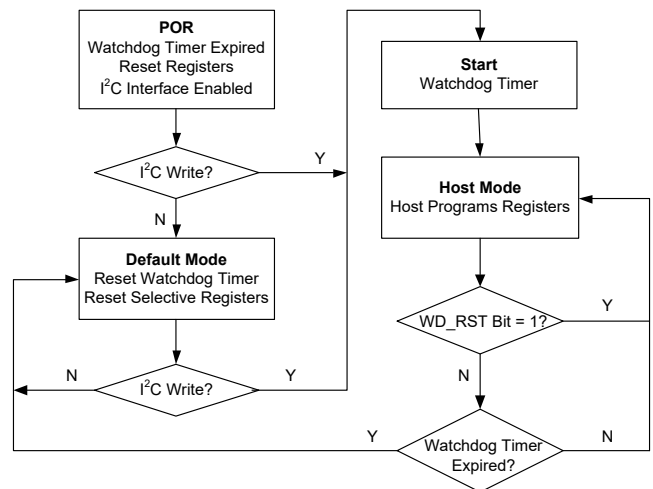 POR
Watchdog Timer Expired
Reset Registers
I²C Interface Enabled
I²C Write?
Y
N
Default Mode
Reset Watchdog Timer
Reset Selective Registers
N
I²C Write?
Y
Start
Watchdog Timer
Host Mode
Host Programs Registers
WD_RST Bit = 1?
Y
N
Y
Watchdog Timer
Expired?
N